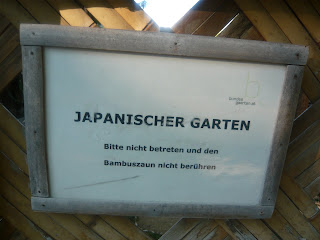 JAPANISCHER GARTEN
Bitte nicht betreten und den
Bambuszaun nicht berühren